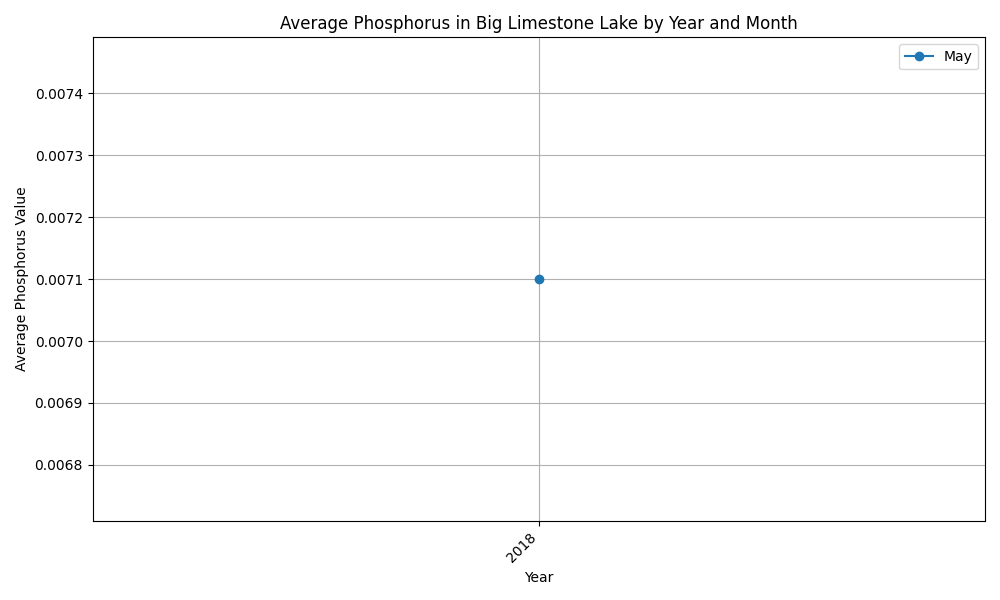 Average Phosphorus in Big Limestone Lake by Year and Month
May
Average Phosphorus Value
0.0074
0.0073
0.0072
0.0071
0.0070
0.0069
0.0068
2018
Year